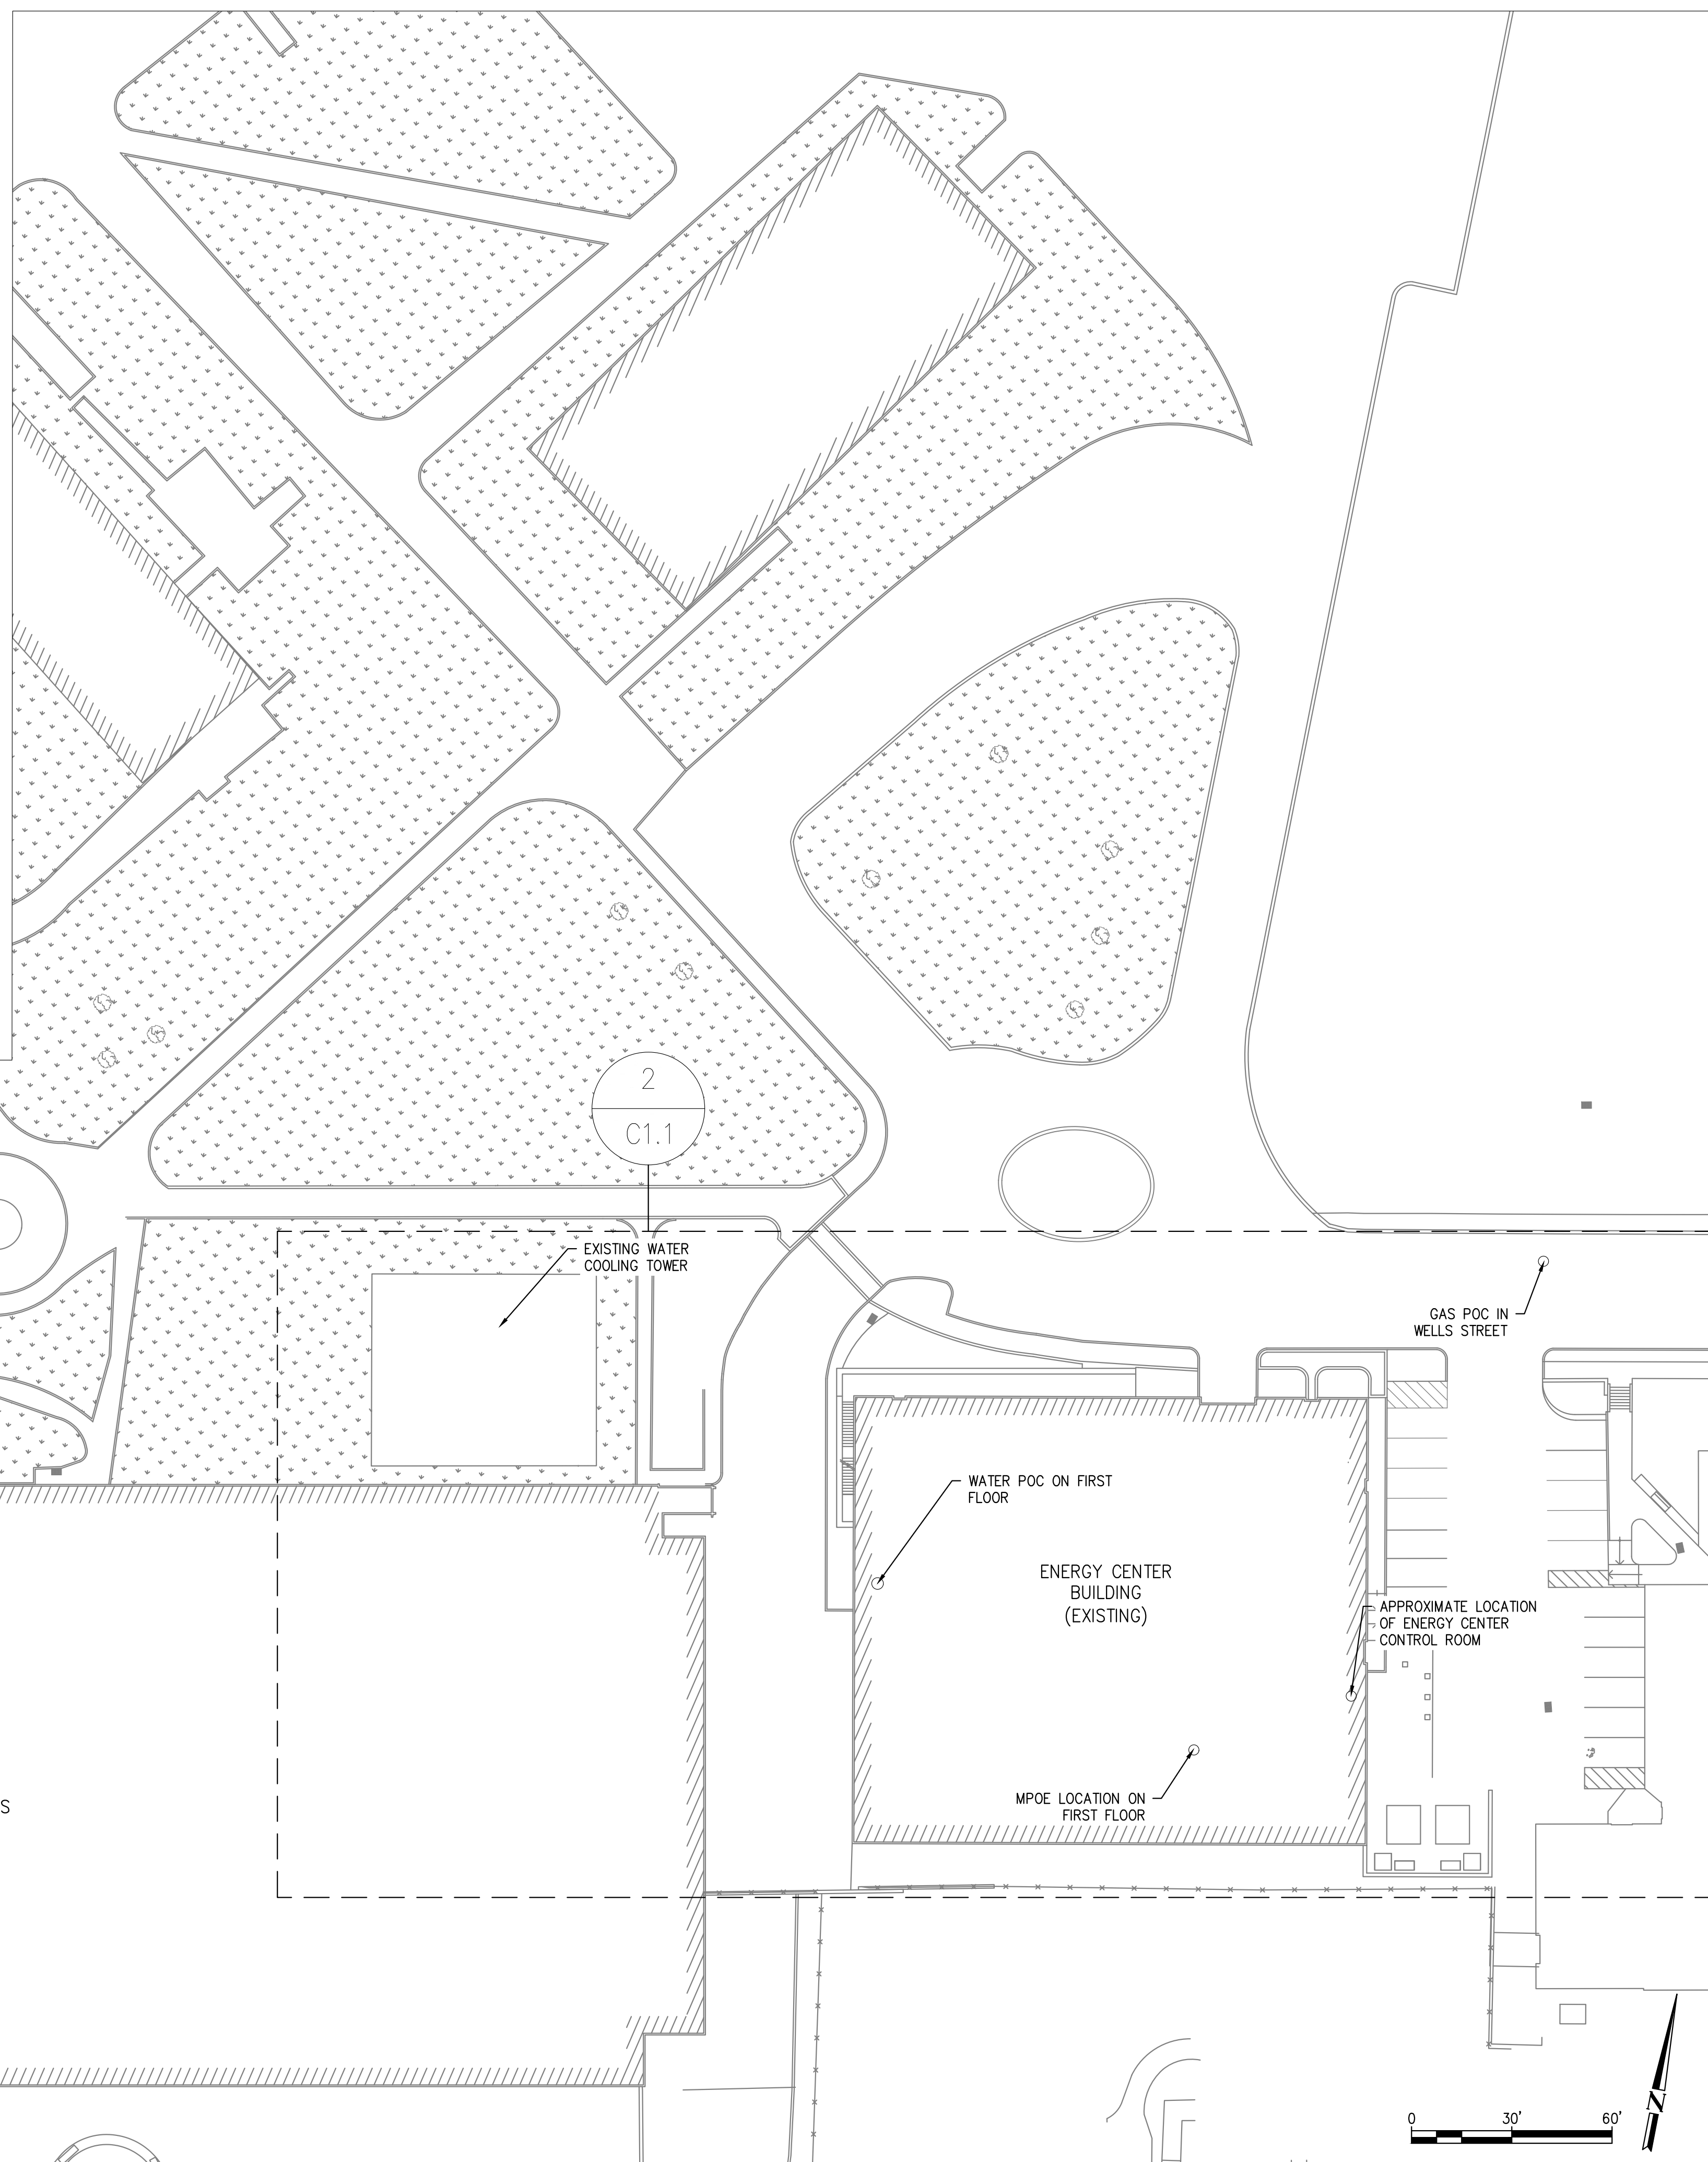 2
C1.1
EXISTING WATER
COOLING TOWER
GAS POC IN
WELLS STREET
WATER POC ON FIRST
FLOOR
ENERGY CENTER
BUILDING
(EXISTING)
APPROXIMATE LOCATION
OF ENERGY CENTER
CONTROL ROOM
MPOE LOCATION ON
FIRST FLOOR
S
0 30' 60'
N